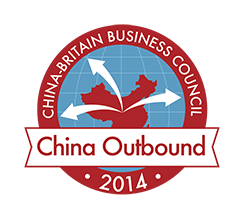 CHINA-BRITAIN BUSINESS COUNCIL
China Outbound
• 2014 •